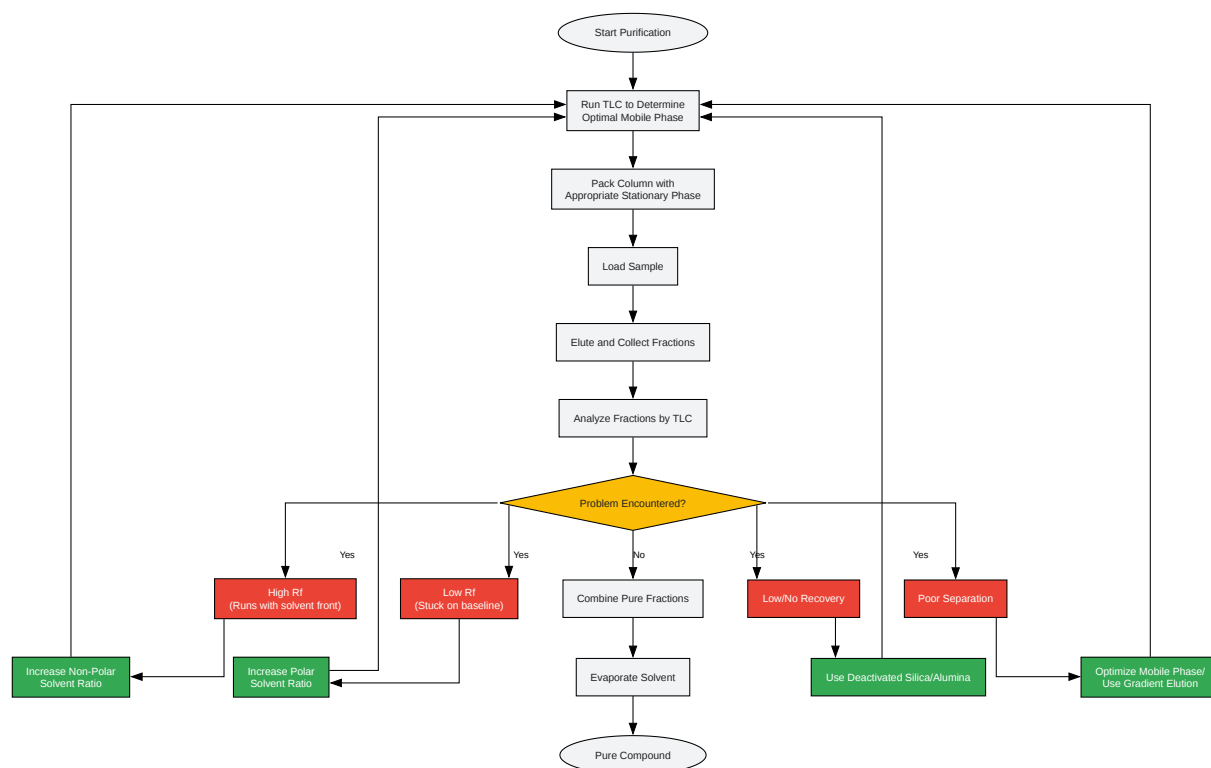 Start Purification
Run TLC to Determine
Optimal Mobile Phase
Pack Column with
Appropriate Stationary Phase
Load Sample
Elute and Collect Fractions
Analyze Fractions by TLC
Problem Encountered?
Yes
Yes
No
Yes
Yes
High Rf
(Runs with solvent front)
Low Rf
(Stuck on baseline)
Combine Pure Fractions
Low/No Recovery
Poor Separation
Increase Non-Polar
Solvent Ratio
Increase Polar
Solvent Ratio
Evaporate Solvent
Use Deactivated Silica/Alumina
Optimize Mobile Phase/
Use Gradient Elution
Pure Compound